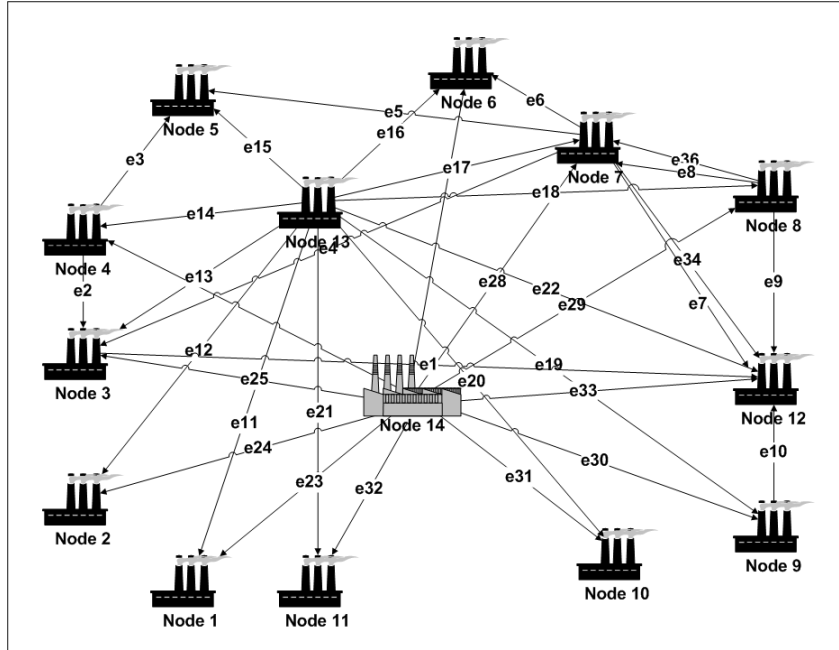 Node 6
e5
e6
Node 5
e16
e15
e3
e17
Node 7
e36
e8
e18
e14
Node 13
e4
Node 8
Node 4
e34
e13
e28
e22
e9
e2
e29
e7
e12
e1
e19
Node 3
e25
e20
e33
Node 12
e21
e11
Node 14
e24
e30
e10
e31
e23
e32
Node 2
Node 9
Node 10
Node 1
Node 11